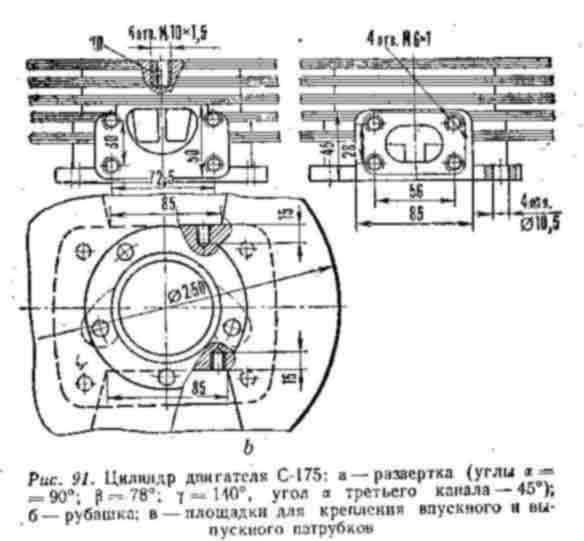 4 отв. М10×1,5
10
30
50
72,5
85
15
Ø250
15
85
4 отв. М6×1
45
28
56
85
4 отв.
Ø10,5
b
Рис. 91. Цилиндр двигателя С-175: а — развертка (углы α =
= 90°; β = 78°; γ = 140°, угол α третьего канала — 45°);
б — рубашка; в — площадки для крепления впускного и вы-
пускного патрубков